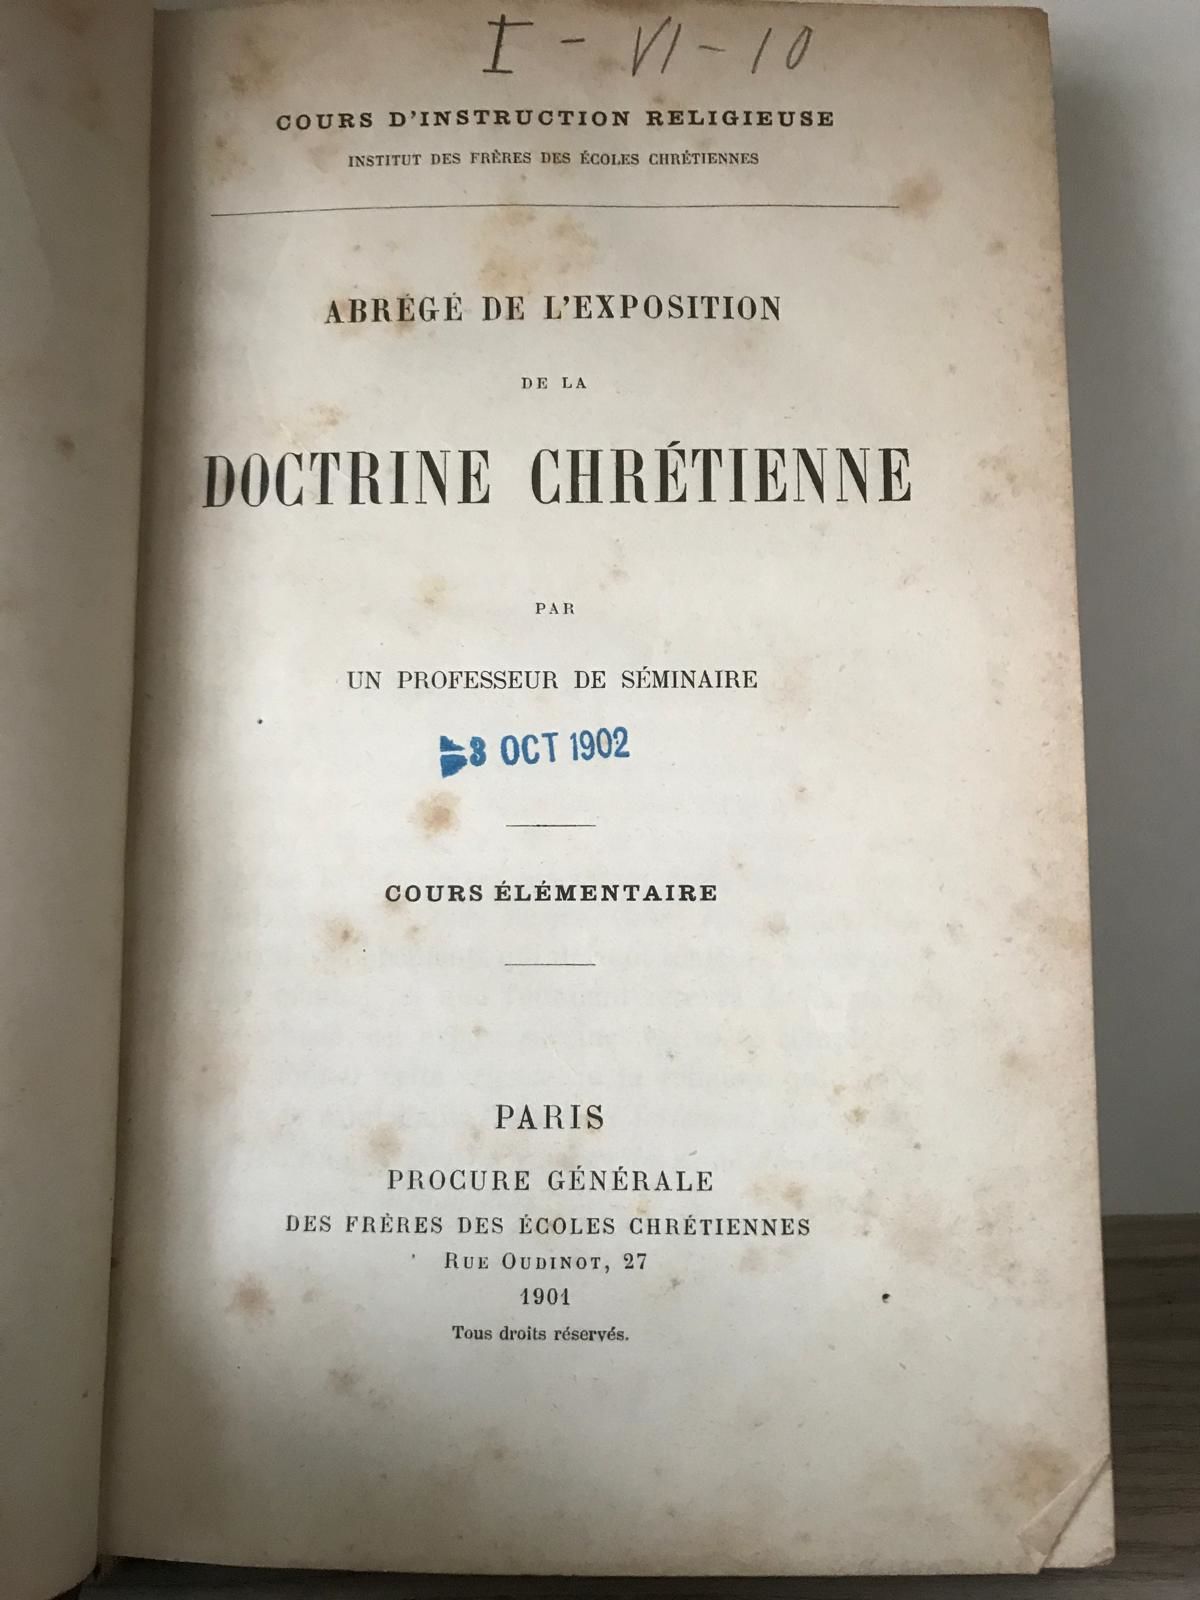 I - VI - 10
COURS D'INSTRUCTION RELIGIEUSE
INSTITUT DES FRÈRES DES ÉCOLES CHRÉTIENNES
ABRÉGÉ DE L'EXPOSITION
DE LA
DOCTRINE CHRÉTIENNE
PAR
UN PROFESSEUR DE SÉMINAIRE
3 OCT 1902
COURS ÉLÉMENTAIRE
PARIS
PROCURE GÉNÉRALE
DES FRÈRES DES ÉCOLES CHRÉTIENNES
RUE OUDINOT, 27
1901
Tous droits réservés.